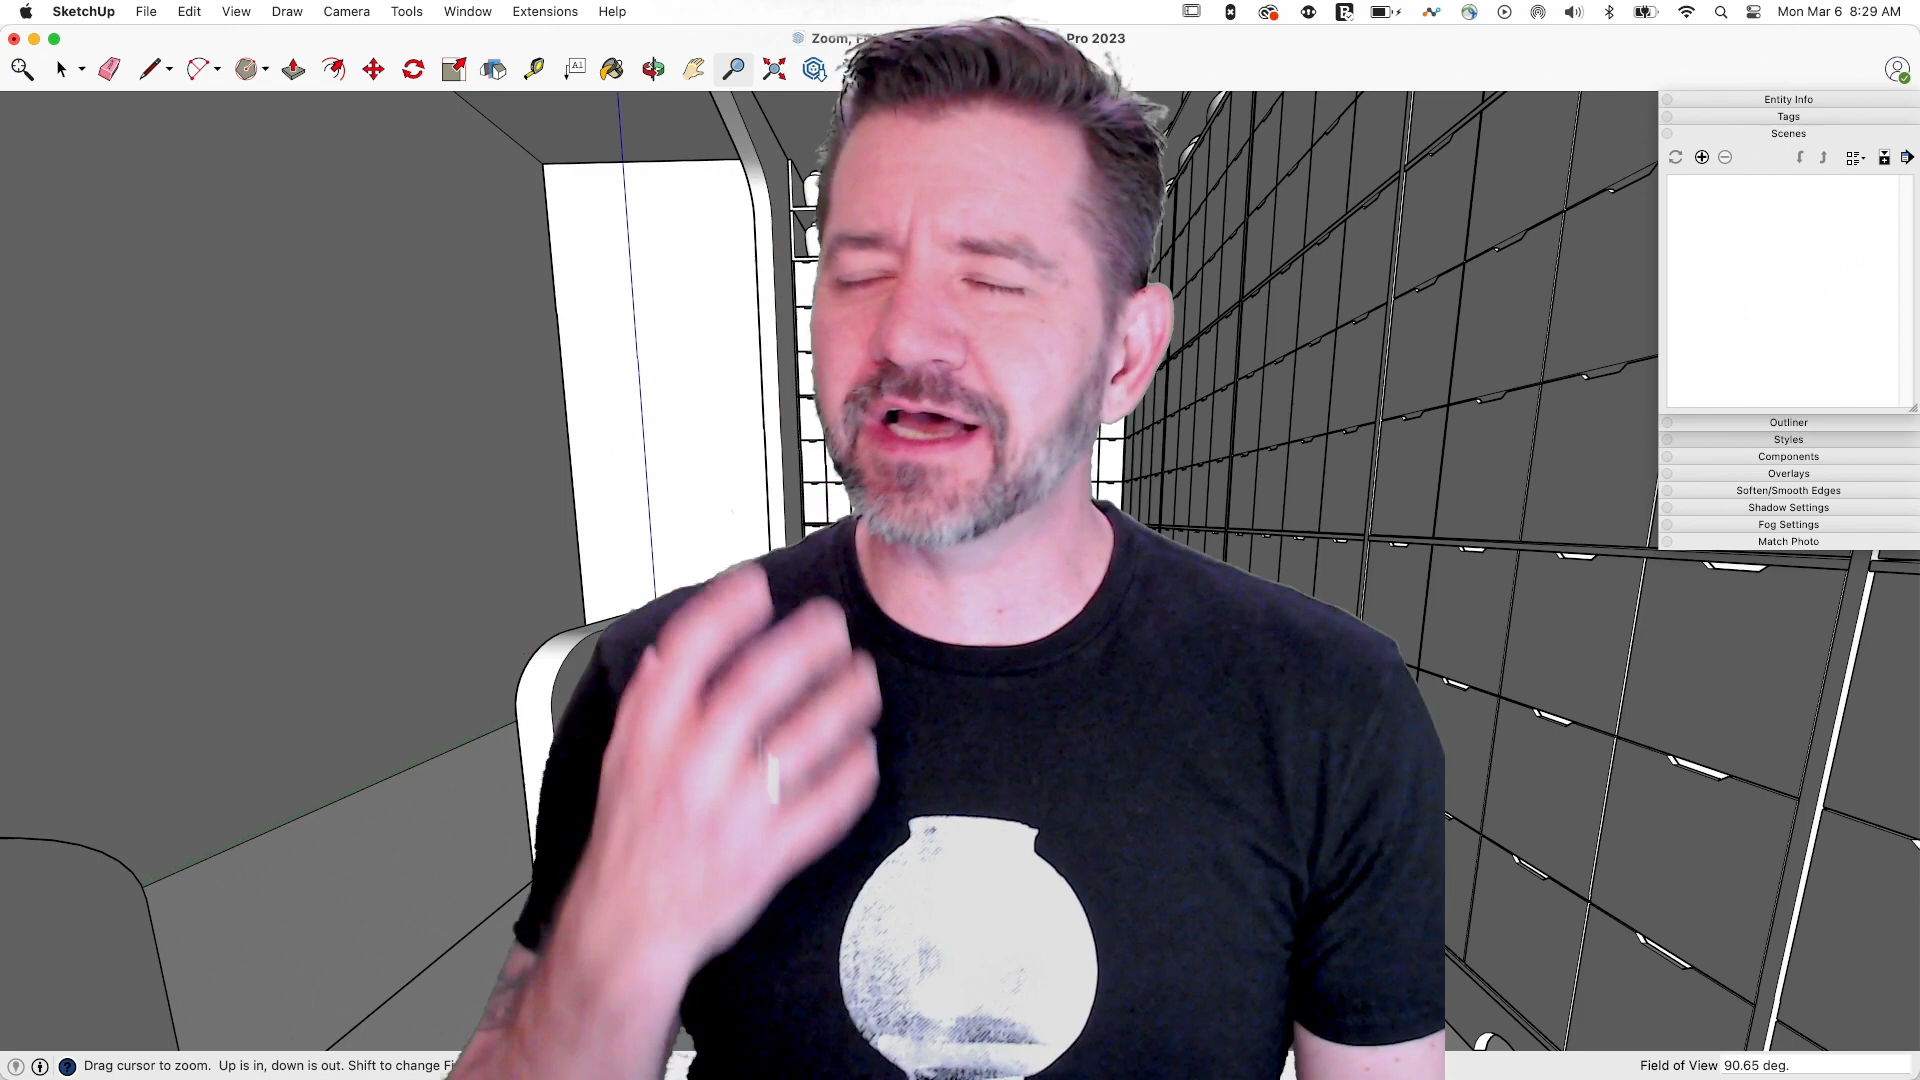 SketchUp File Edit View Draw Camera Tools Window Extensions Help Mon Mar 6 8:29 AM
Zoom, Pro 2023
A1
Entity Info
Tags
Scenes
Outliner
Styles
Components
Overlays
Soften/Smooth Edges
Shadow Settings
Fog Settings
Match Photo
Drag cursor to zoom. Up is in, down is out. Shift to change Field of View 90.65 deg.